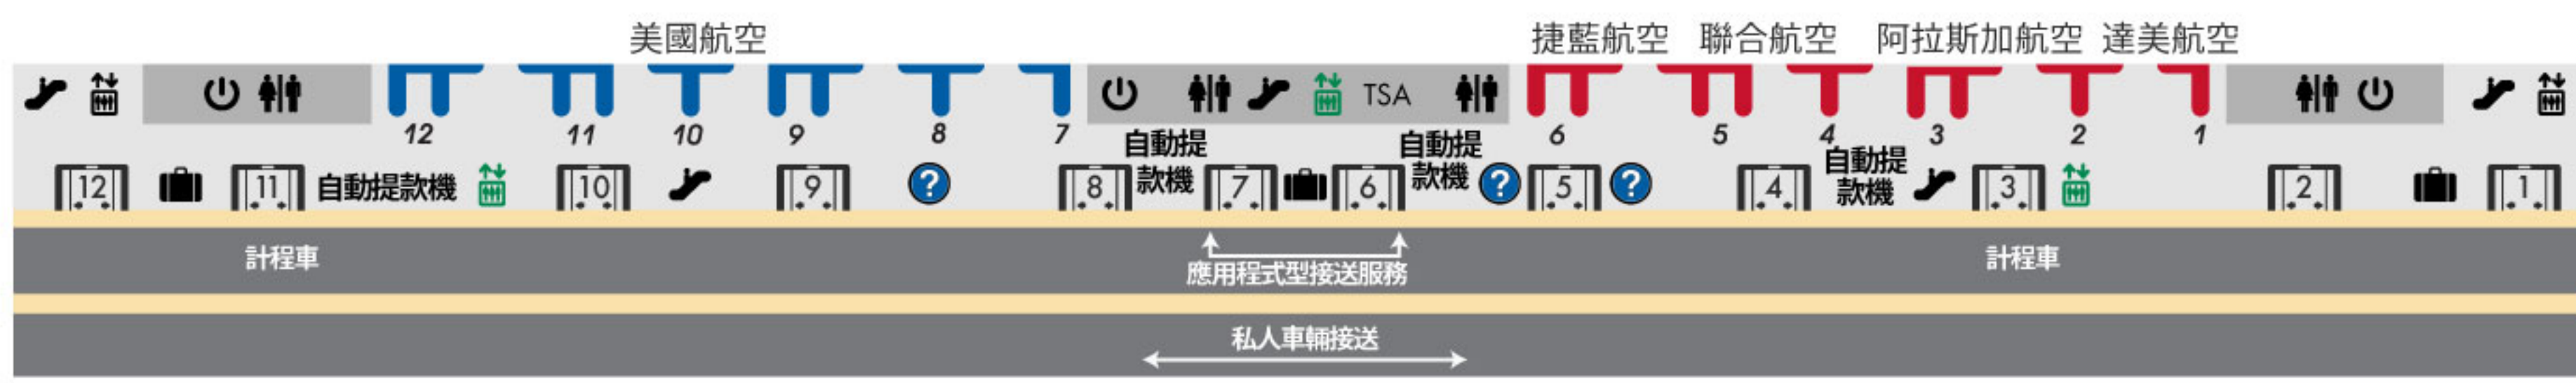 美國航空
捷藍航空 聯合航空 阿拉斯加航空 達美航空
TSA
12 11 10 9 8 7 6 5 4 3 2 1
自動提款機
自動提
款機
自動提
款機
自動提
款機
? ? ?
12 11 10 9 8 7 6 5 4 3 2 1
計程車
應用程式型接送服務
計程車
私人車輛接送